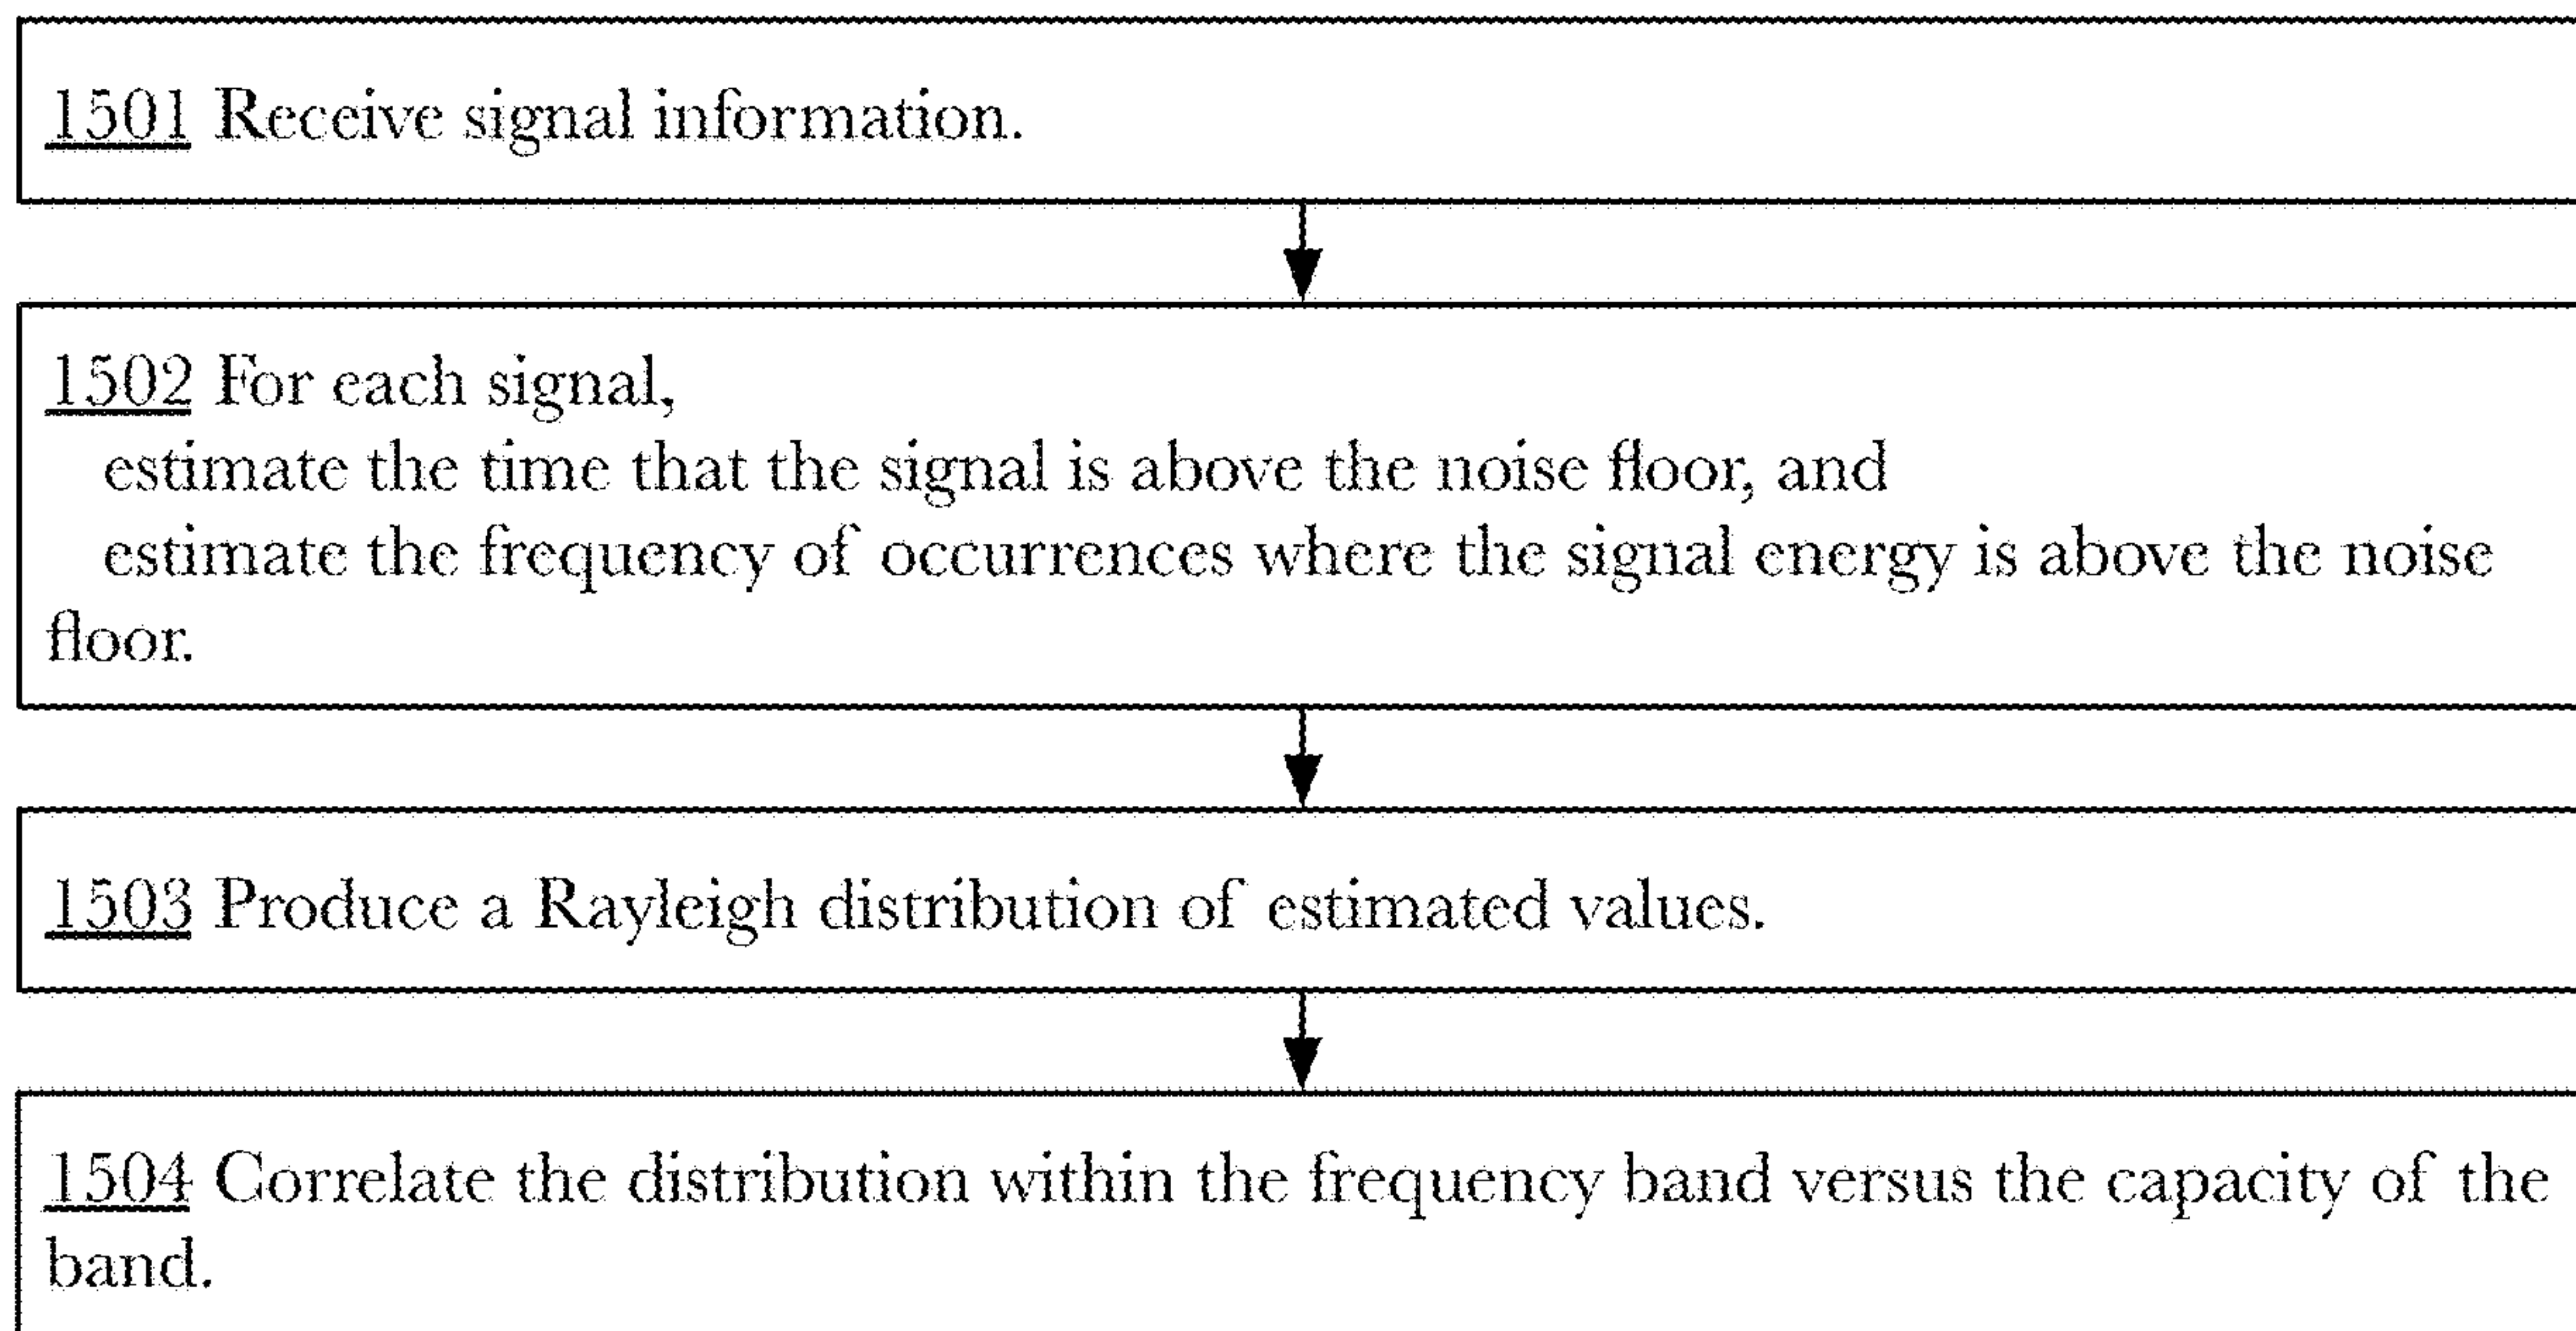 1501 Receive signal information.
1502 For each signal,
estimate the time that the signal is above the noise floor, and
estimate the frequency of occurrences where the signal energy is above the noise
floor.
1503 Produce a Rayleigh distribution of estimated values.
1504 Correlate the distribution within the frequency band versus the capacity of the
band.